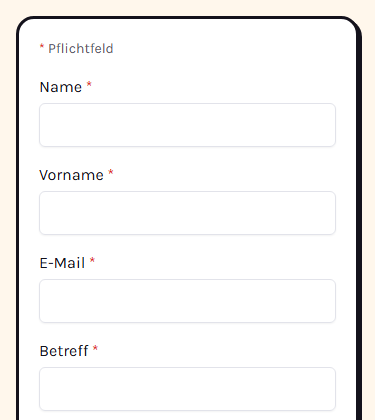 * Pflichtfeld
Name *
Vorname *
E-Mail *
Betreff *